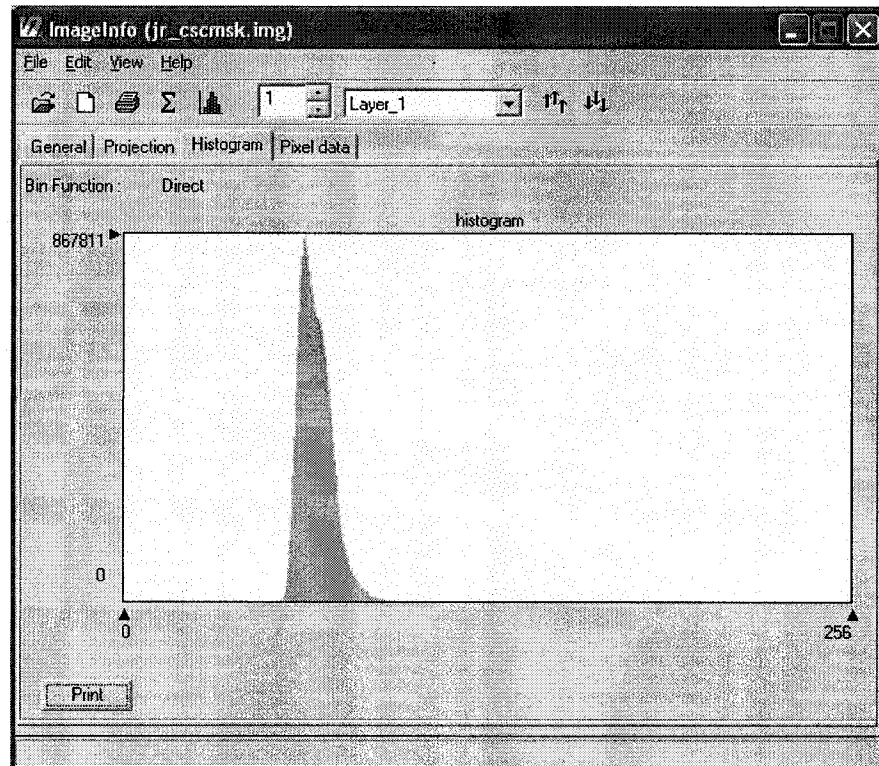 ImageInfo (jr_cscmsk.img)
File Edit View Help
Σ 1 Layer_1
General Projection Histogram Pixel data
Bin Function : Direct
histogram
867811
0
0 256
Print